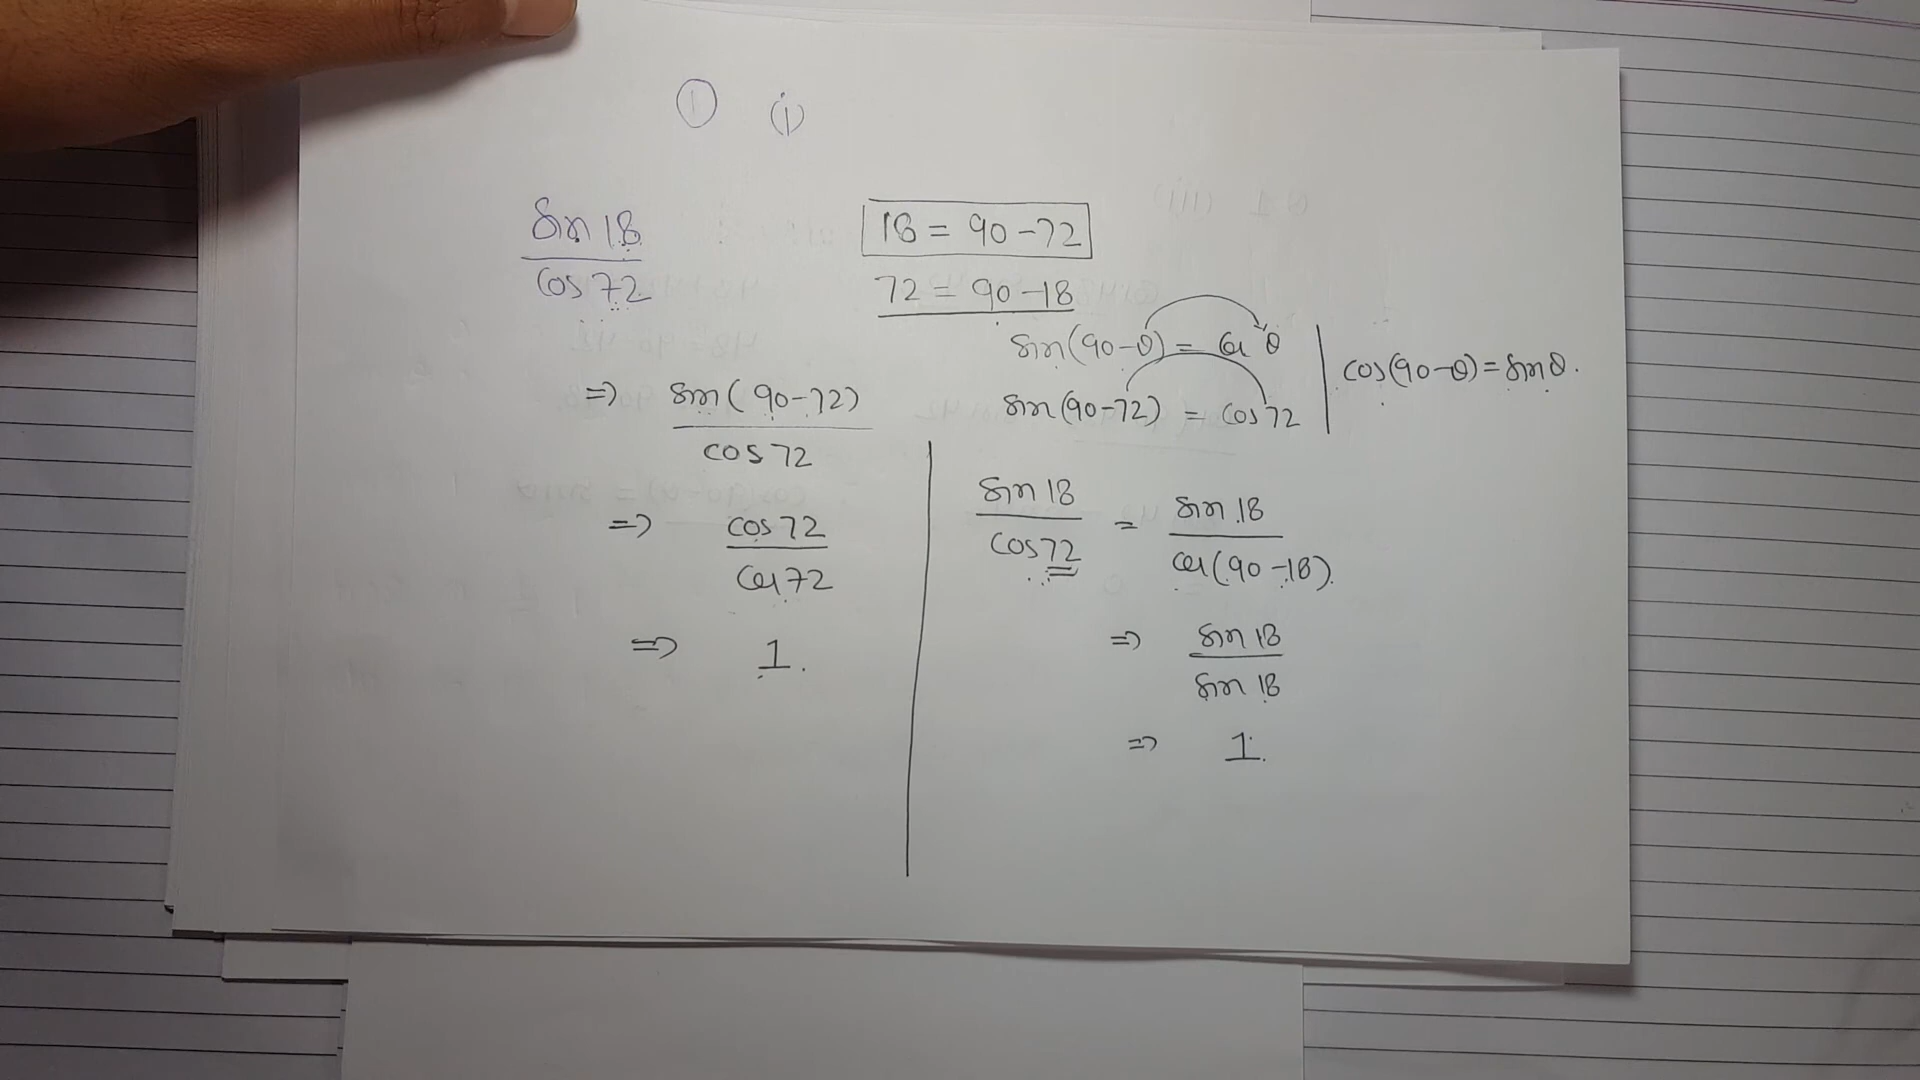 ① (i)
sin 18 / cos 72
18 = 90 - 72
72 = 90 - 18
sin(90-θ) = cos θ
sin(90-72) = cos 72
cos(90-θ) = sin θ.
=> sin(90-72) / cos 72
=> cos 72 / cos 72
=> 1.
sin 18 / cos 72 = sin 18 / cos(90-18).
=> sin 18 / sin 18
=> 1.